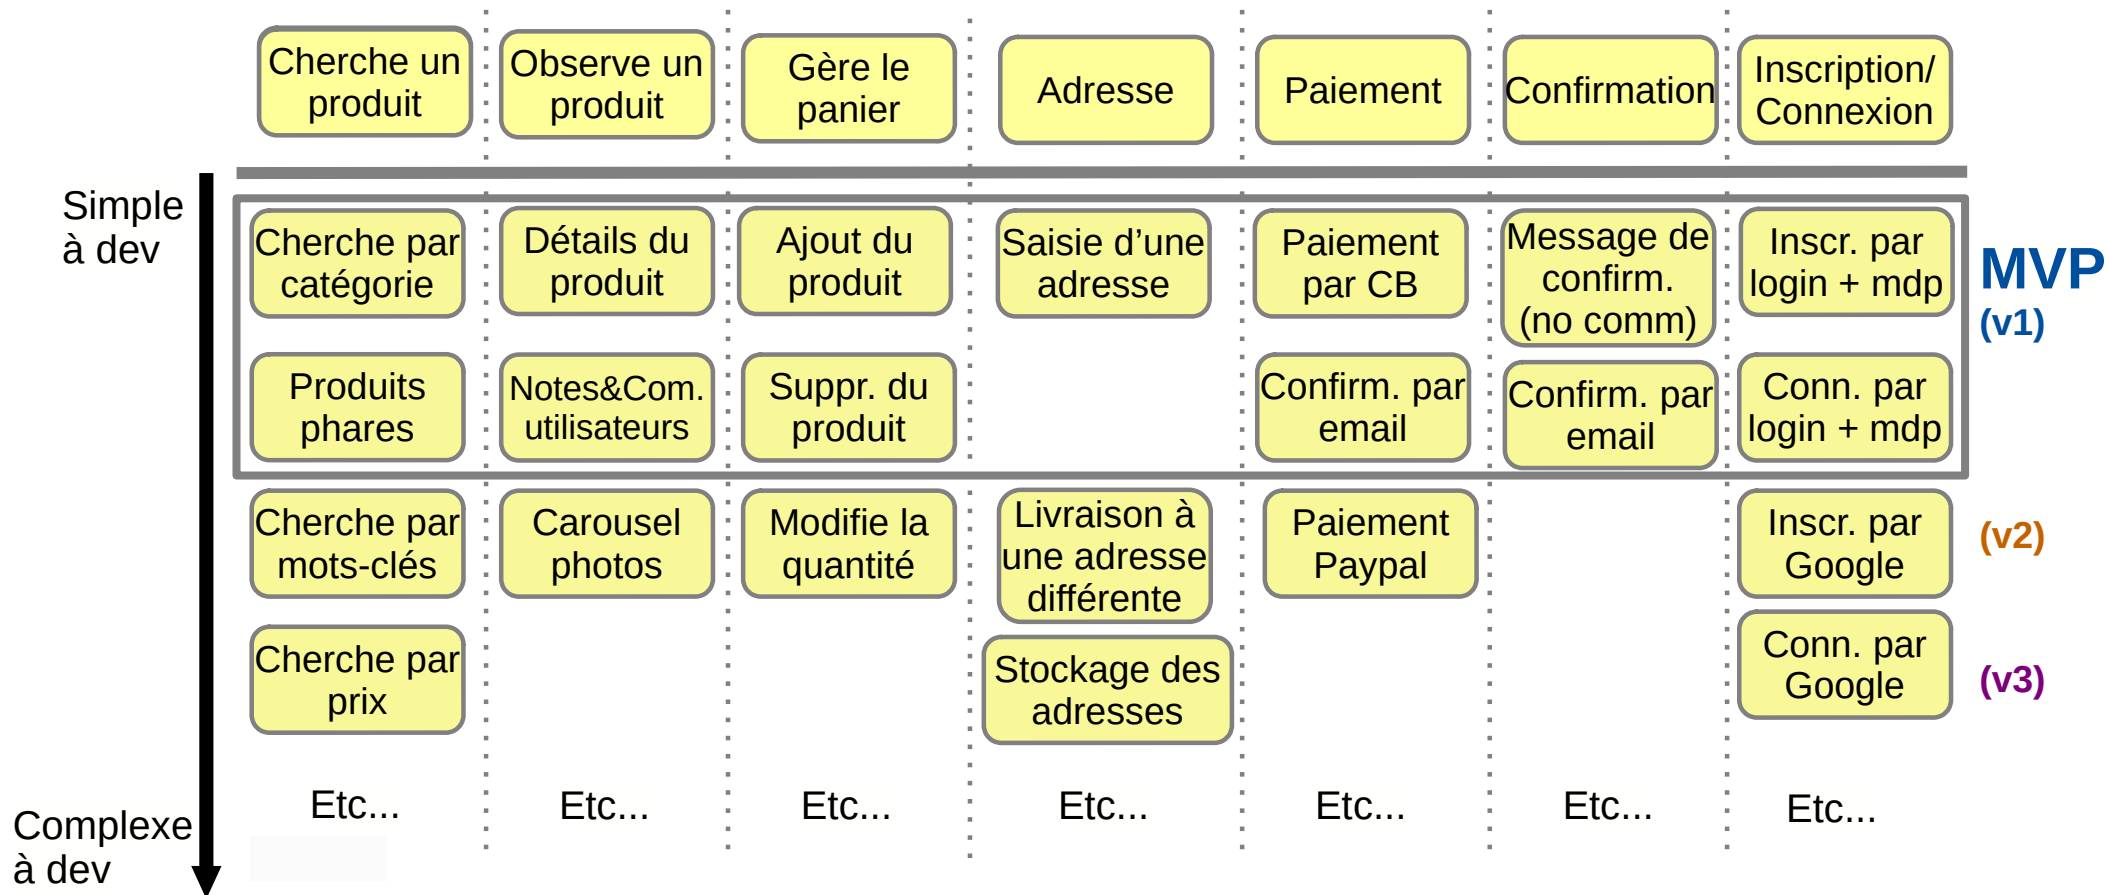 Cherche un
produit
Observe un
produit
Gère le
panier
Adresse
Paiement
Confirmation
Inscription/
Connexion
Simple
à dev
Cherche par
catégorie
Détails du
produit
Ajout du
produit
Saisie d’une
adresse
Paiement
par CB
Message de
confirm.
(no comm)
Inscr. par
login + mdp
MVP
(v1)
Produits
phares
Notes&Com.
utilisateurs
Suppr. du
produit
Confirm. par
email
Confirm. par
email
Conn. par
login + mdp
Cherche par
mots-clés
Carousel
photos
Modifie la
quantité
Livraison à
une adresse
différente
Paiement
Paypal
Inscr. par
Google
(v2)
Cherche par
prix
Stockage des
adresses
Conn. par
Google
(v3)
Etc...
Etc...
Etc...
Etc...
Etc...
Etc...
Etc...
Complexe
à dev